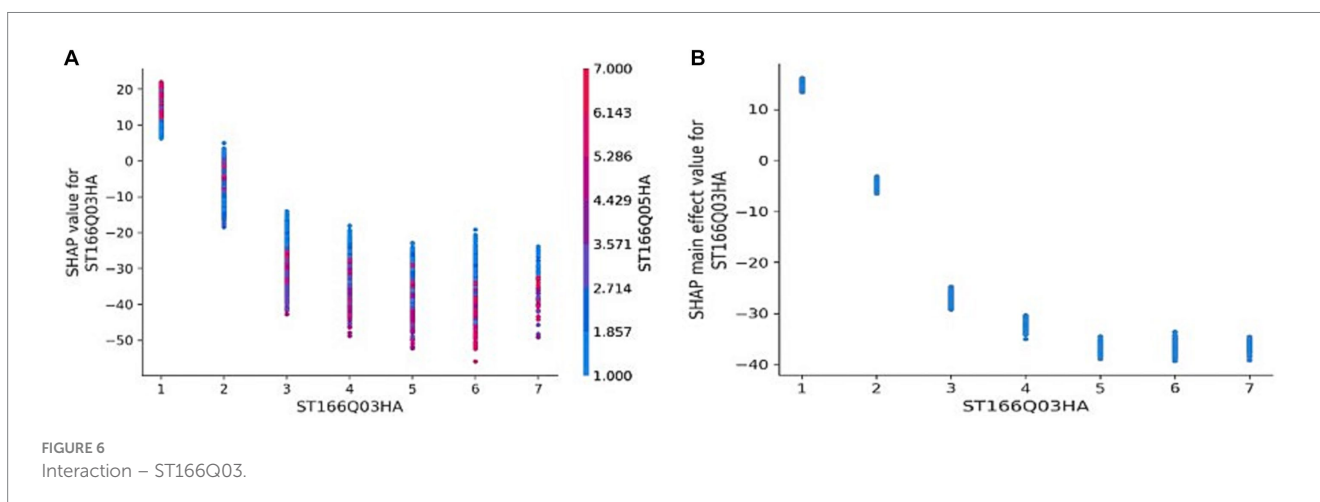 A
SHAP value for
ST166Q03HA
20
10
0
−10
−20
−30
−40
−50
1 2 3 4 5 6 7
ST166Q03HA
7.000
6.143
5.286
4.429
3.571
2.714
1.857
1.000
ST166Q05HA
B
SHAP main effect value for
ST166Q03HA
10
0
−10
−20
−30
−40
1 2 3 4 5 6 7
ST166Q03HA
FIGURE 6
Interaction – ST166Q03.